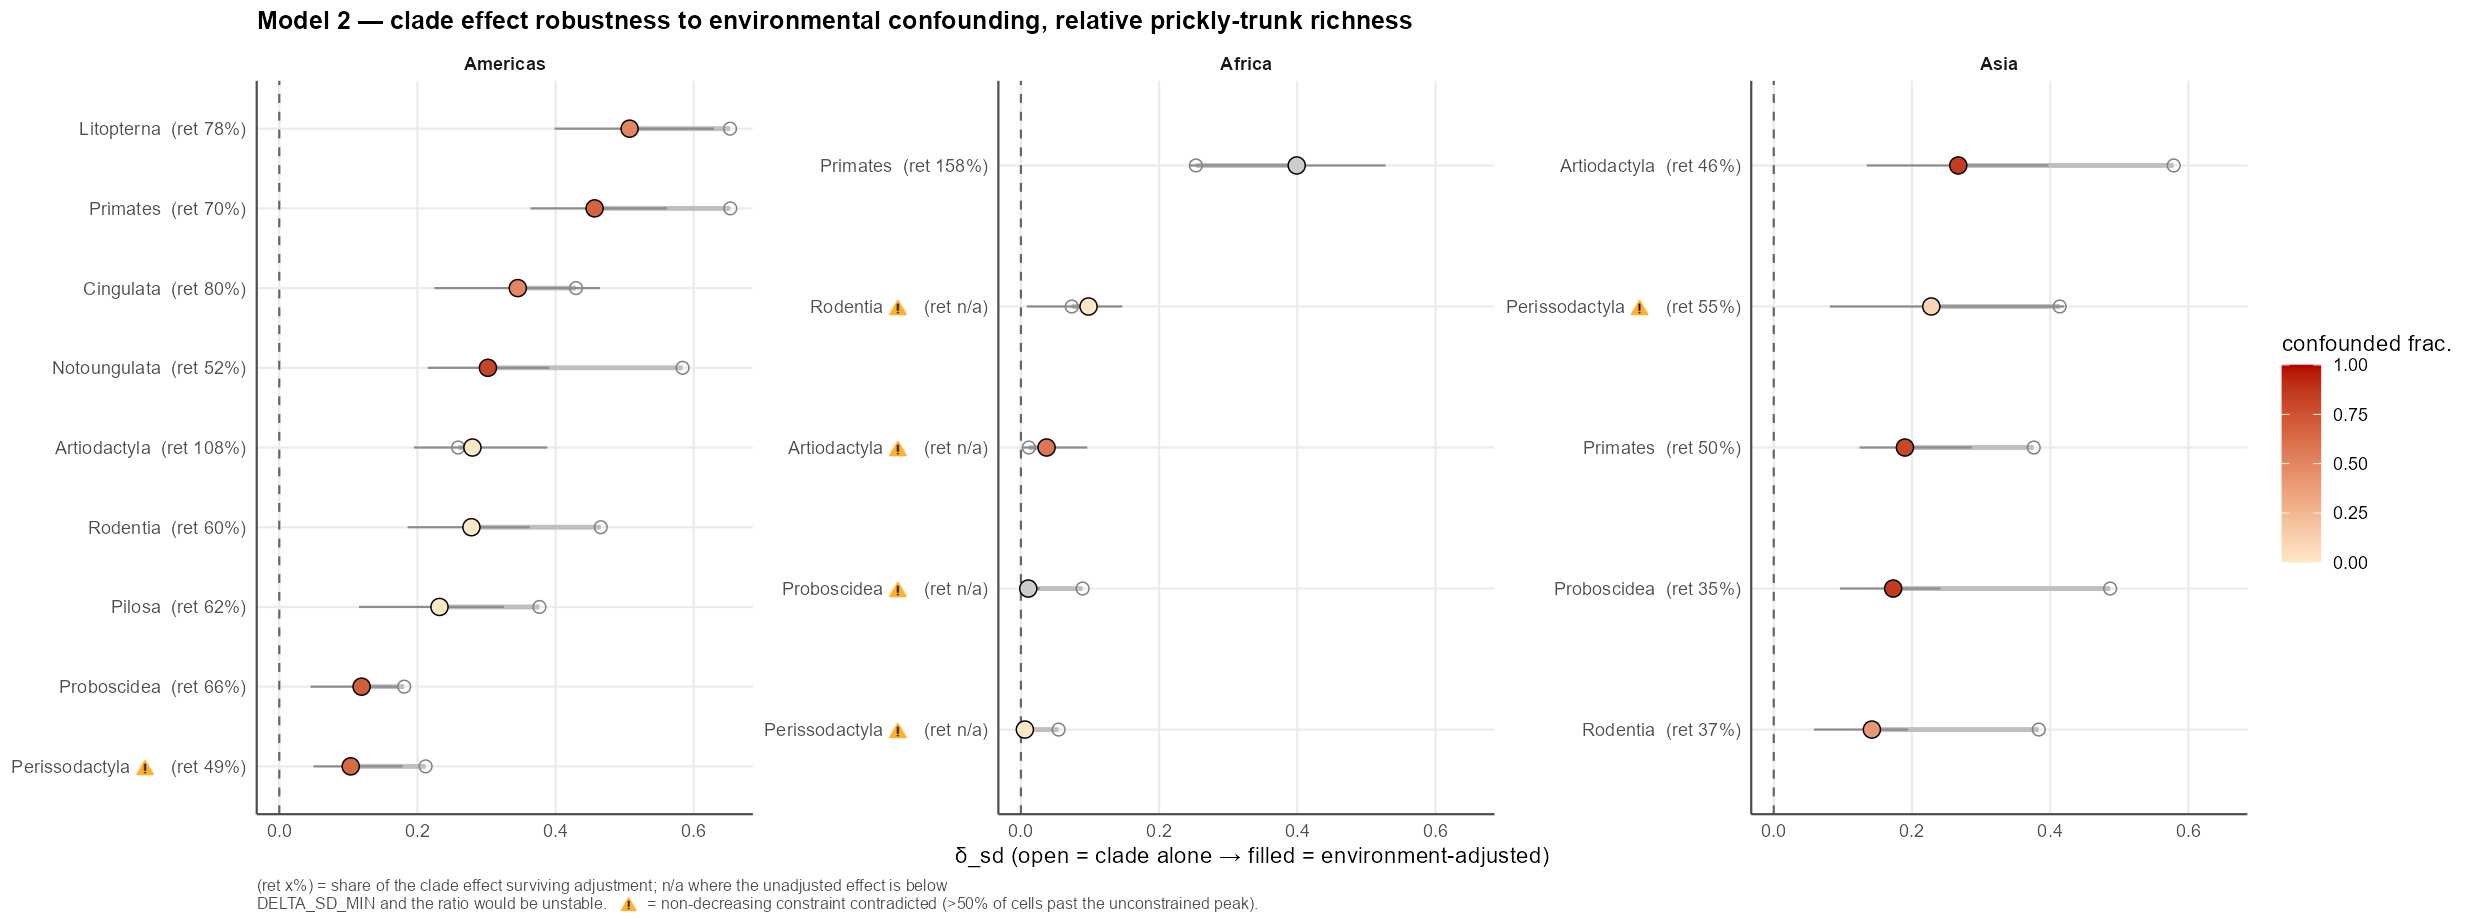 Model 2 — clade effect robustness to environmental confounding, relative prickly-trunk richness
Americas
Litopterna (ret 78%)
Primates (ret 70%)
Cingulata (ret 80%)
Notoungulata (ret 52%)
Artiodactyla (ret 108%)
Rodentia (ret 60%)
Pilosa (ret 62%)
Proboscidea (ret 66%)
Perissodactyla ⚠ (ret 49%)
0.0 0.2 0.4 0.6
Africa
Primates (ret 158%)
Rodentia ⚠ (ret n/a)
Artiodactyla ⚠ (ret n/a)
Proboscidea ⚠ (ret n/a)
Perissodactyla ⚠ (ret n/a)
0.0 0.2 0.4 0.6
Asia
Artiodactyla (ret 46%)
Perissodactyla ⚠ (ret 55%)
Primates (ret 50%)
Proboscidea (ret 35%)
Rodentia (ret 37%)
0.0 0.2 0.4 0.6
δ_sd (open = clade alone → filled = environment-adjusted)
confounded frac.
1.00
0.75
0.50
0.25
0.00
(ret x%) = share of the clade effect surviving adjustment; n/a where the unadjusted effect is below
DELTA_SD_MIN and the ratio would be unstable. ⚠ = non-decreasing constraint contradicted (>50% of cells past the unconstrained peak).